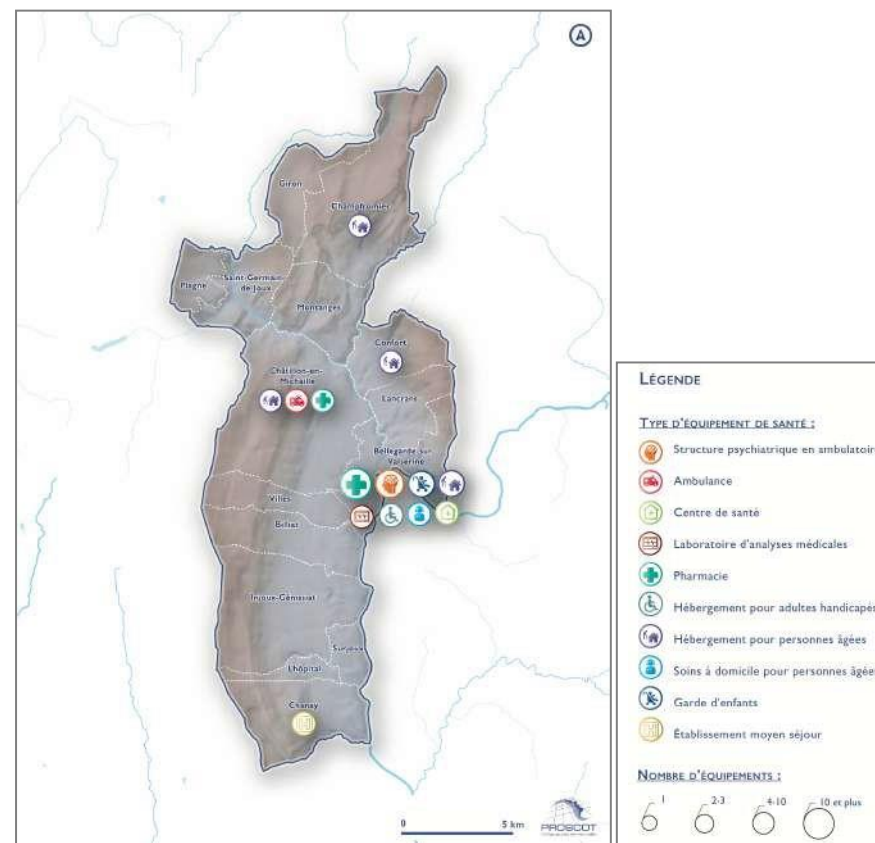 A
Giron
Champfromier
Plagne
Saint-Germain-
de-Joux
Montanges
Confort
Châtillon-en-
Michaille
Lancrans
Bellegarde-sur-
Valserine
Villes
Billiat
Injoux-Génissiat
Surjoux
Lhôpital
Chanay
0 5 km
PROSCOT
LÉGENDE
TYPE D'ÉQUIPEMENT DE SANTÉ :
Structure psychiatrique en ambulatoire
Ambulance
Centre de santé
Laboratoire d'analyses médicales
Pharmacie
Hébergement pour adultes handicapés
Hébergement pour personnes âgées
Soins à domicile pour personnes âgées
Garde d'enfants
Établissement moyen séjour
NOMBRE D'ÉQUIPEMENTS :
1 2-3 4-10 10 et plus